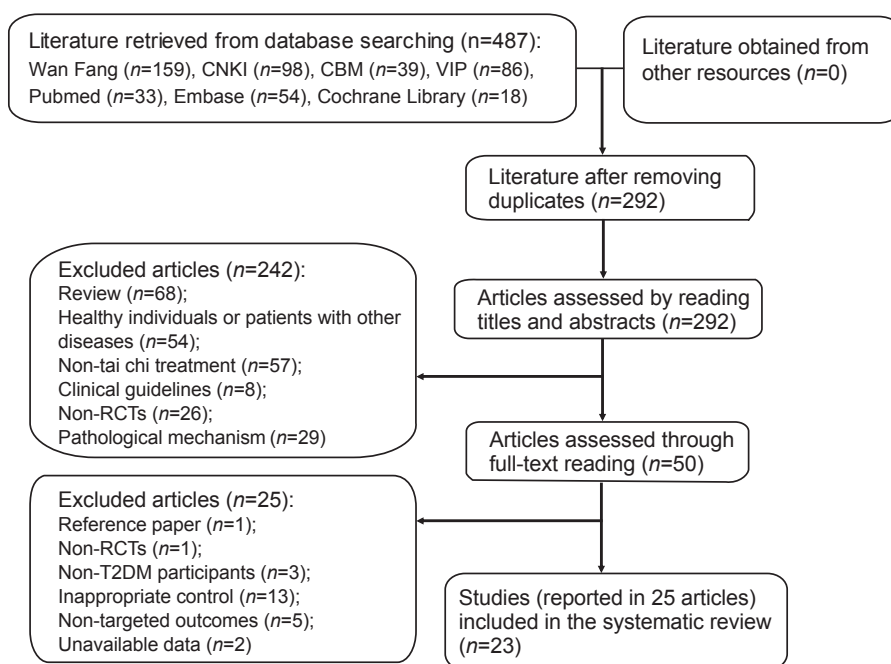 Literature retrieved from database searching (n=487):
Wan Fang (n=159), CNKI (n=98), CBM (n=39), VIP (n=86),
Pubmed (n=33), Embase (n=54), Cochrane Library (n=18)
Literature obtained from
other resources (n=0)
Literature after removing
duplicates (n=292)
Excluded articles (n=242):
Review (n=68);
Healthy individuals or patients with other
diseases (n=54);
Non-tai chi treatment (n=57);
Clinical guidelines (n=8);
Non-RCTs (n=26);
Pathological mechanism (n=29)
Articles assessed by reading
titles and abstracts (n=292)
Articles assessed through
full-text reading (n=50)
Excluded articles (n=25):
Reference paper (n=1);
Non-RCTs (n=1);
Non-T2DM participants (n=3);
Inappropriate control (n=13);
Non-targeted outcomes (n=5);
Unavailable data (n=2)
Studies (reported in 25 articles)
included in the systematic review
(n=23)